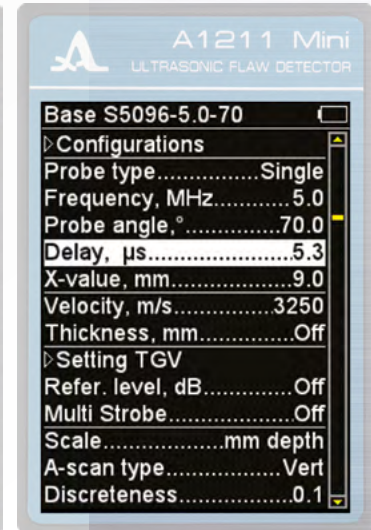 A1211 Mini
ULTRASONIC FLAW DETECTOR
Base S5096-5.0-70
▷Configurations
Probe type................Single
Frequency, MHz............5.0
Probe angle,°...............70.0
Delay, µs......................5.3
X-value, mm.................9.0
Velocity, m/s...............3250
Thickness, mm..............Off
▷Setting TGV
Refer. level, dB.............Off
Multi Strobe..................Off
Scale..................mm depth
A-scan type................Vert
Discreteness.................0.1